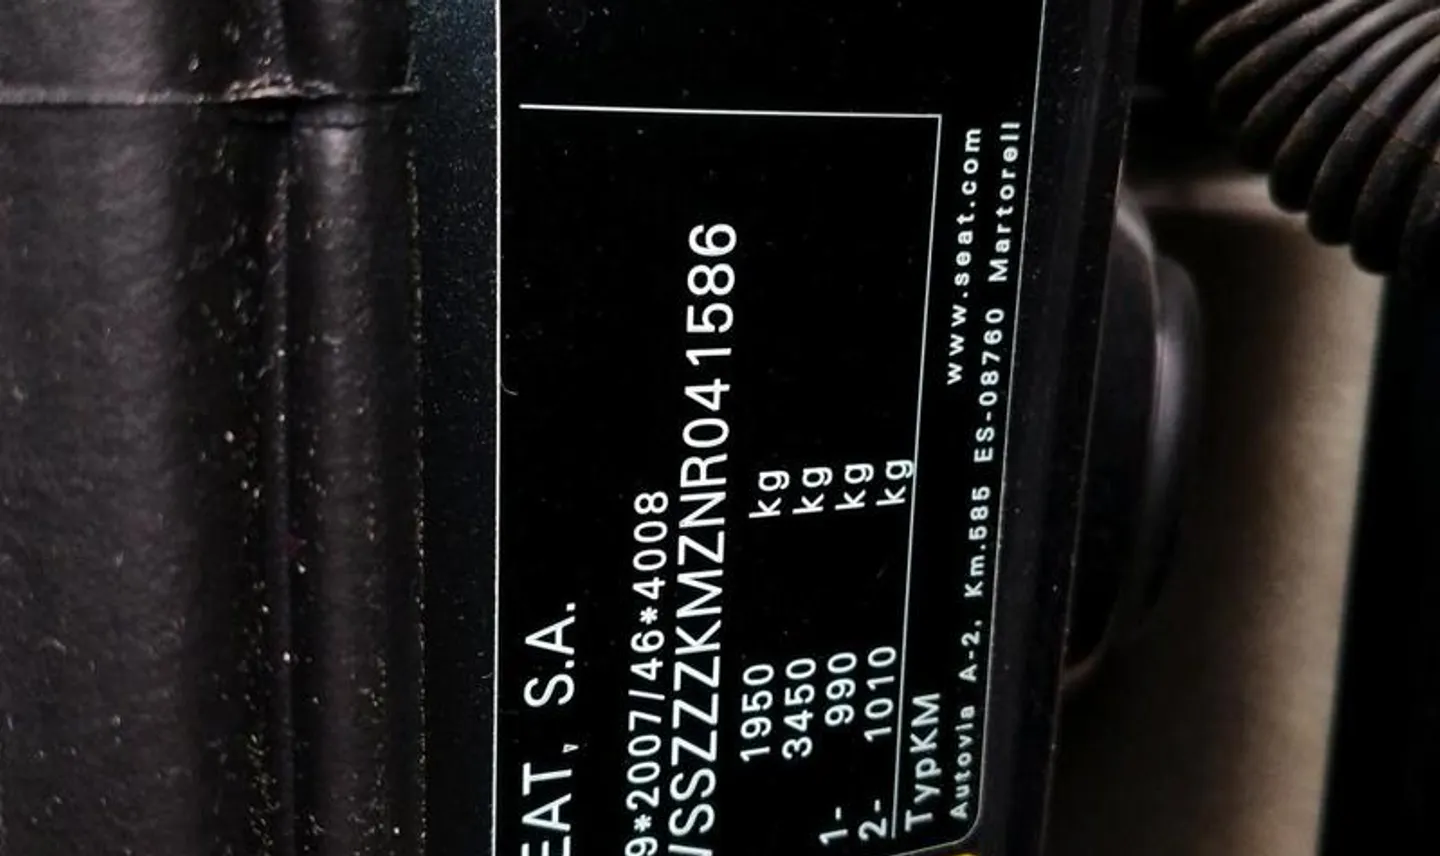 EAT, S.A.
9*2007/46*4008
VSSZZZKMZNR041586
1950 kg
3450 kg
1- 990 kg
2- 1010 kg
TypKM
www.seat.com
Autovia A-2, Km.585 ES-08760 Martorell